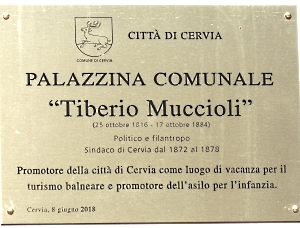 COMUNE DI CERVIA
CITTÀ DI CERVIA
PALAZZINA COMUNALE
“Tiberio Muccioli”
(25 ottobre 1816 - 17 ottobre 1884)
Politico e filantropo
Sindaco di Cervia dal 1872 al 1878
Promotore della città di Cervia come luogo di vacanza per il
turismo balneare e promotore dell'asilo per l'infanzia.
Cervia, 8 giugno 2018